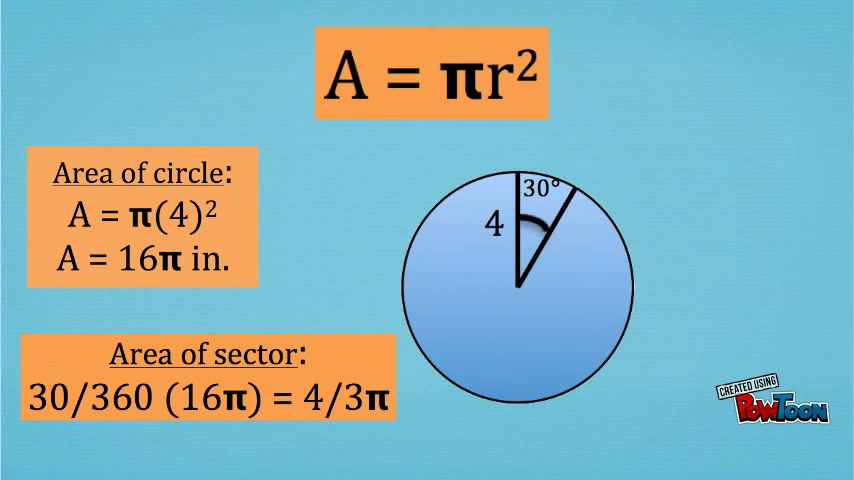 A = πr²
Area of circle:
A = π(4)²
A = 16π in.
30°
4
Area of sector:
30/360 (16π) = 4/3π
CREATED USING
POWTOON